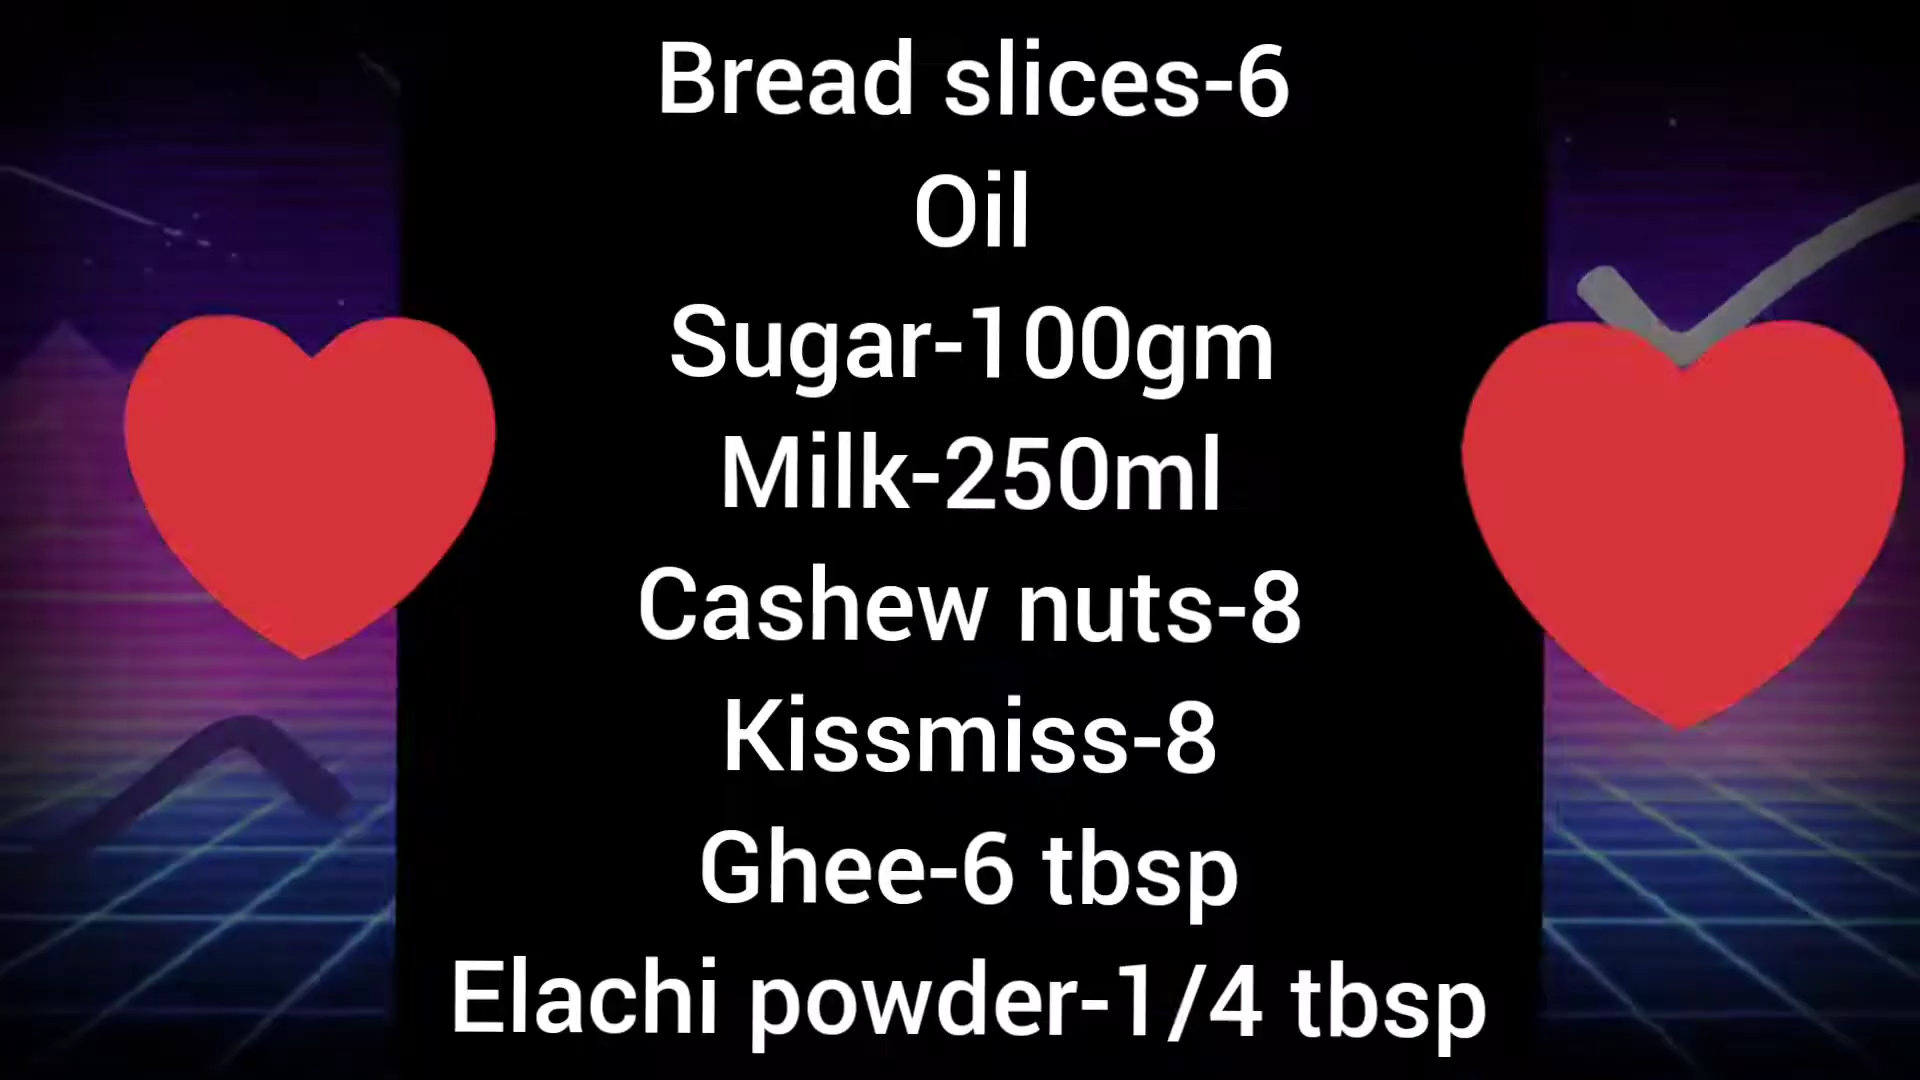 Bread slices-6
Oil
Sugar-100gm
Milk-250ml
Cashew nuts-8
Kissmiss-8
Ghee-6 tbsp
Elachi powder-1/4 tbsp